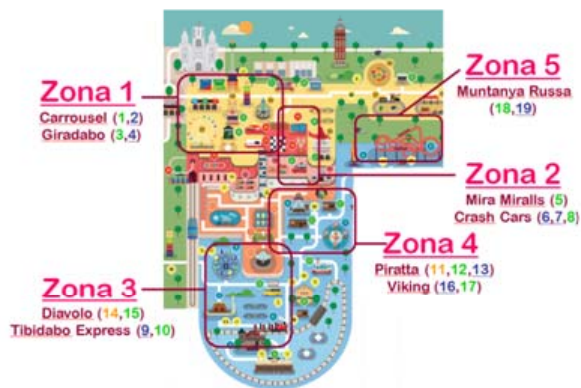 Zona 1
Carrousel (1,2)
Giradabo (3,4)
Zona 5
Muntanya Russa
(18,19)
Zona 2
Mira Miralls (5)
Crash Cars (6,7,8)
Zona 4
Piratta (11,12,13)
Viking (16,17)
Zona 3
Diavolo (14,15)
Tibidabo Express (9,10)